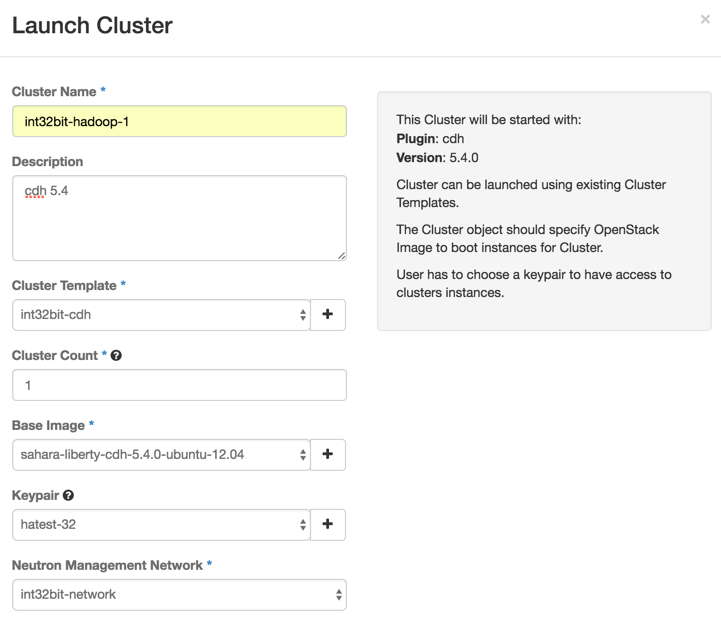 Launch Cluster
×
Cluster Name *
int32bit-hadoop-1
Description
cdh 5.4
Cluster Template *
int32bit-cdh
+
Cluster Count * ?
1
Base Image *
sahara-liberty-cdh-5.4.0-ubuntu-12.04
+
Keypair ?
hatest-32
+
Neutron Management Network *
int32bit-network
This Cluster will be started with:
Plugin: cdh
Version: 5.4.0
Cluster can be launched using existing Cluster
Templates.
The Cluster object should specify OpenStack
Image to boot instances for Cluster.
User has to choose a keypair to have access to
clusters instances.